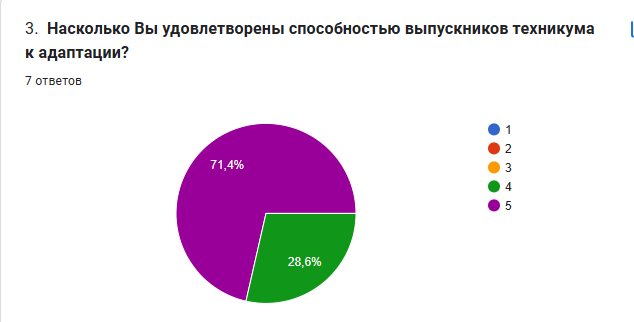 3. Насколько Вы удовлетворены способностью выпускников техникума
к адаптации?
7 ответов
71,4%
28,6%
1
2
3
4
5